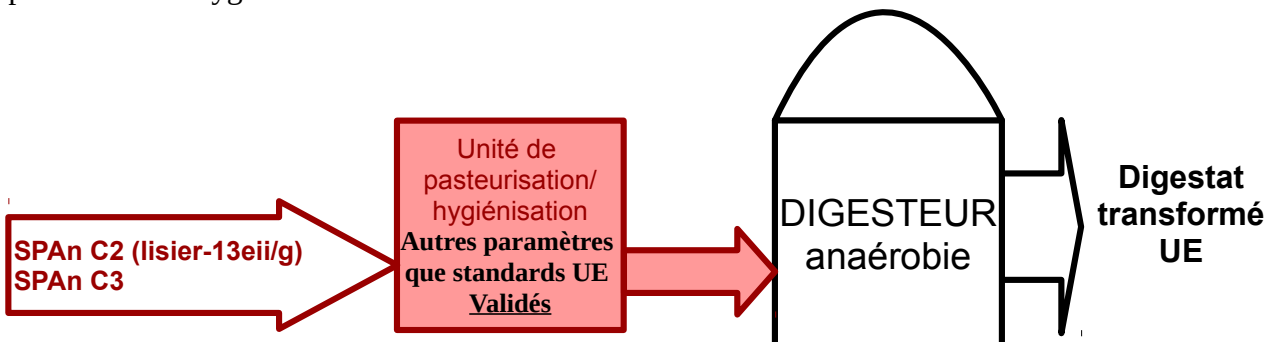 SPAn C2 (lisier-13eii/g)
SPAn C3
Unité de
pasteurisation/
hygiénisation
Autres paramètres
que standards UE
Validés
DIGESTEUR
anaérobie
Digestat
transformé
UE